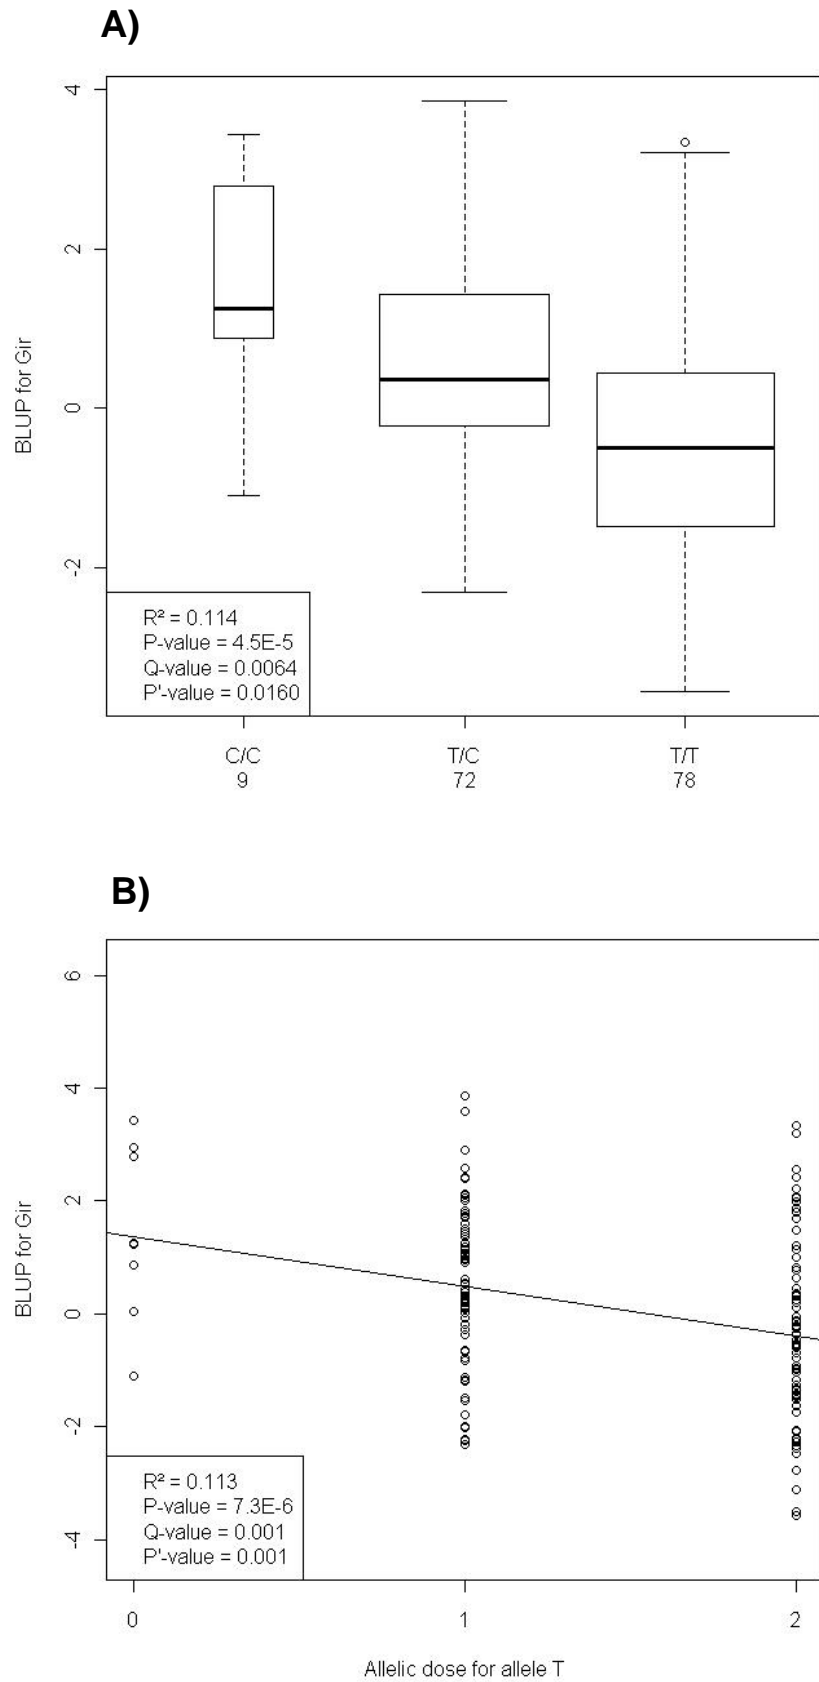 A)
4
2
0
-2
BLUP for Gir
R² = 0.114
P-value = 4.5E-5
Q-value = 0.0064
P'-value = 0.0160
C/C T/C T/T
9 72 78
B)
6
4
2
0
-2
-4
BLUP for Gir
R² = 0.113
P-value = 7.3E-6
Q-value = 0.001
P'-value = 0.001
0 1 2
Allelic dose for allele T